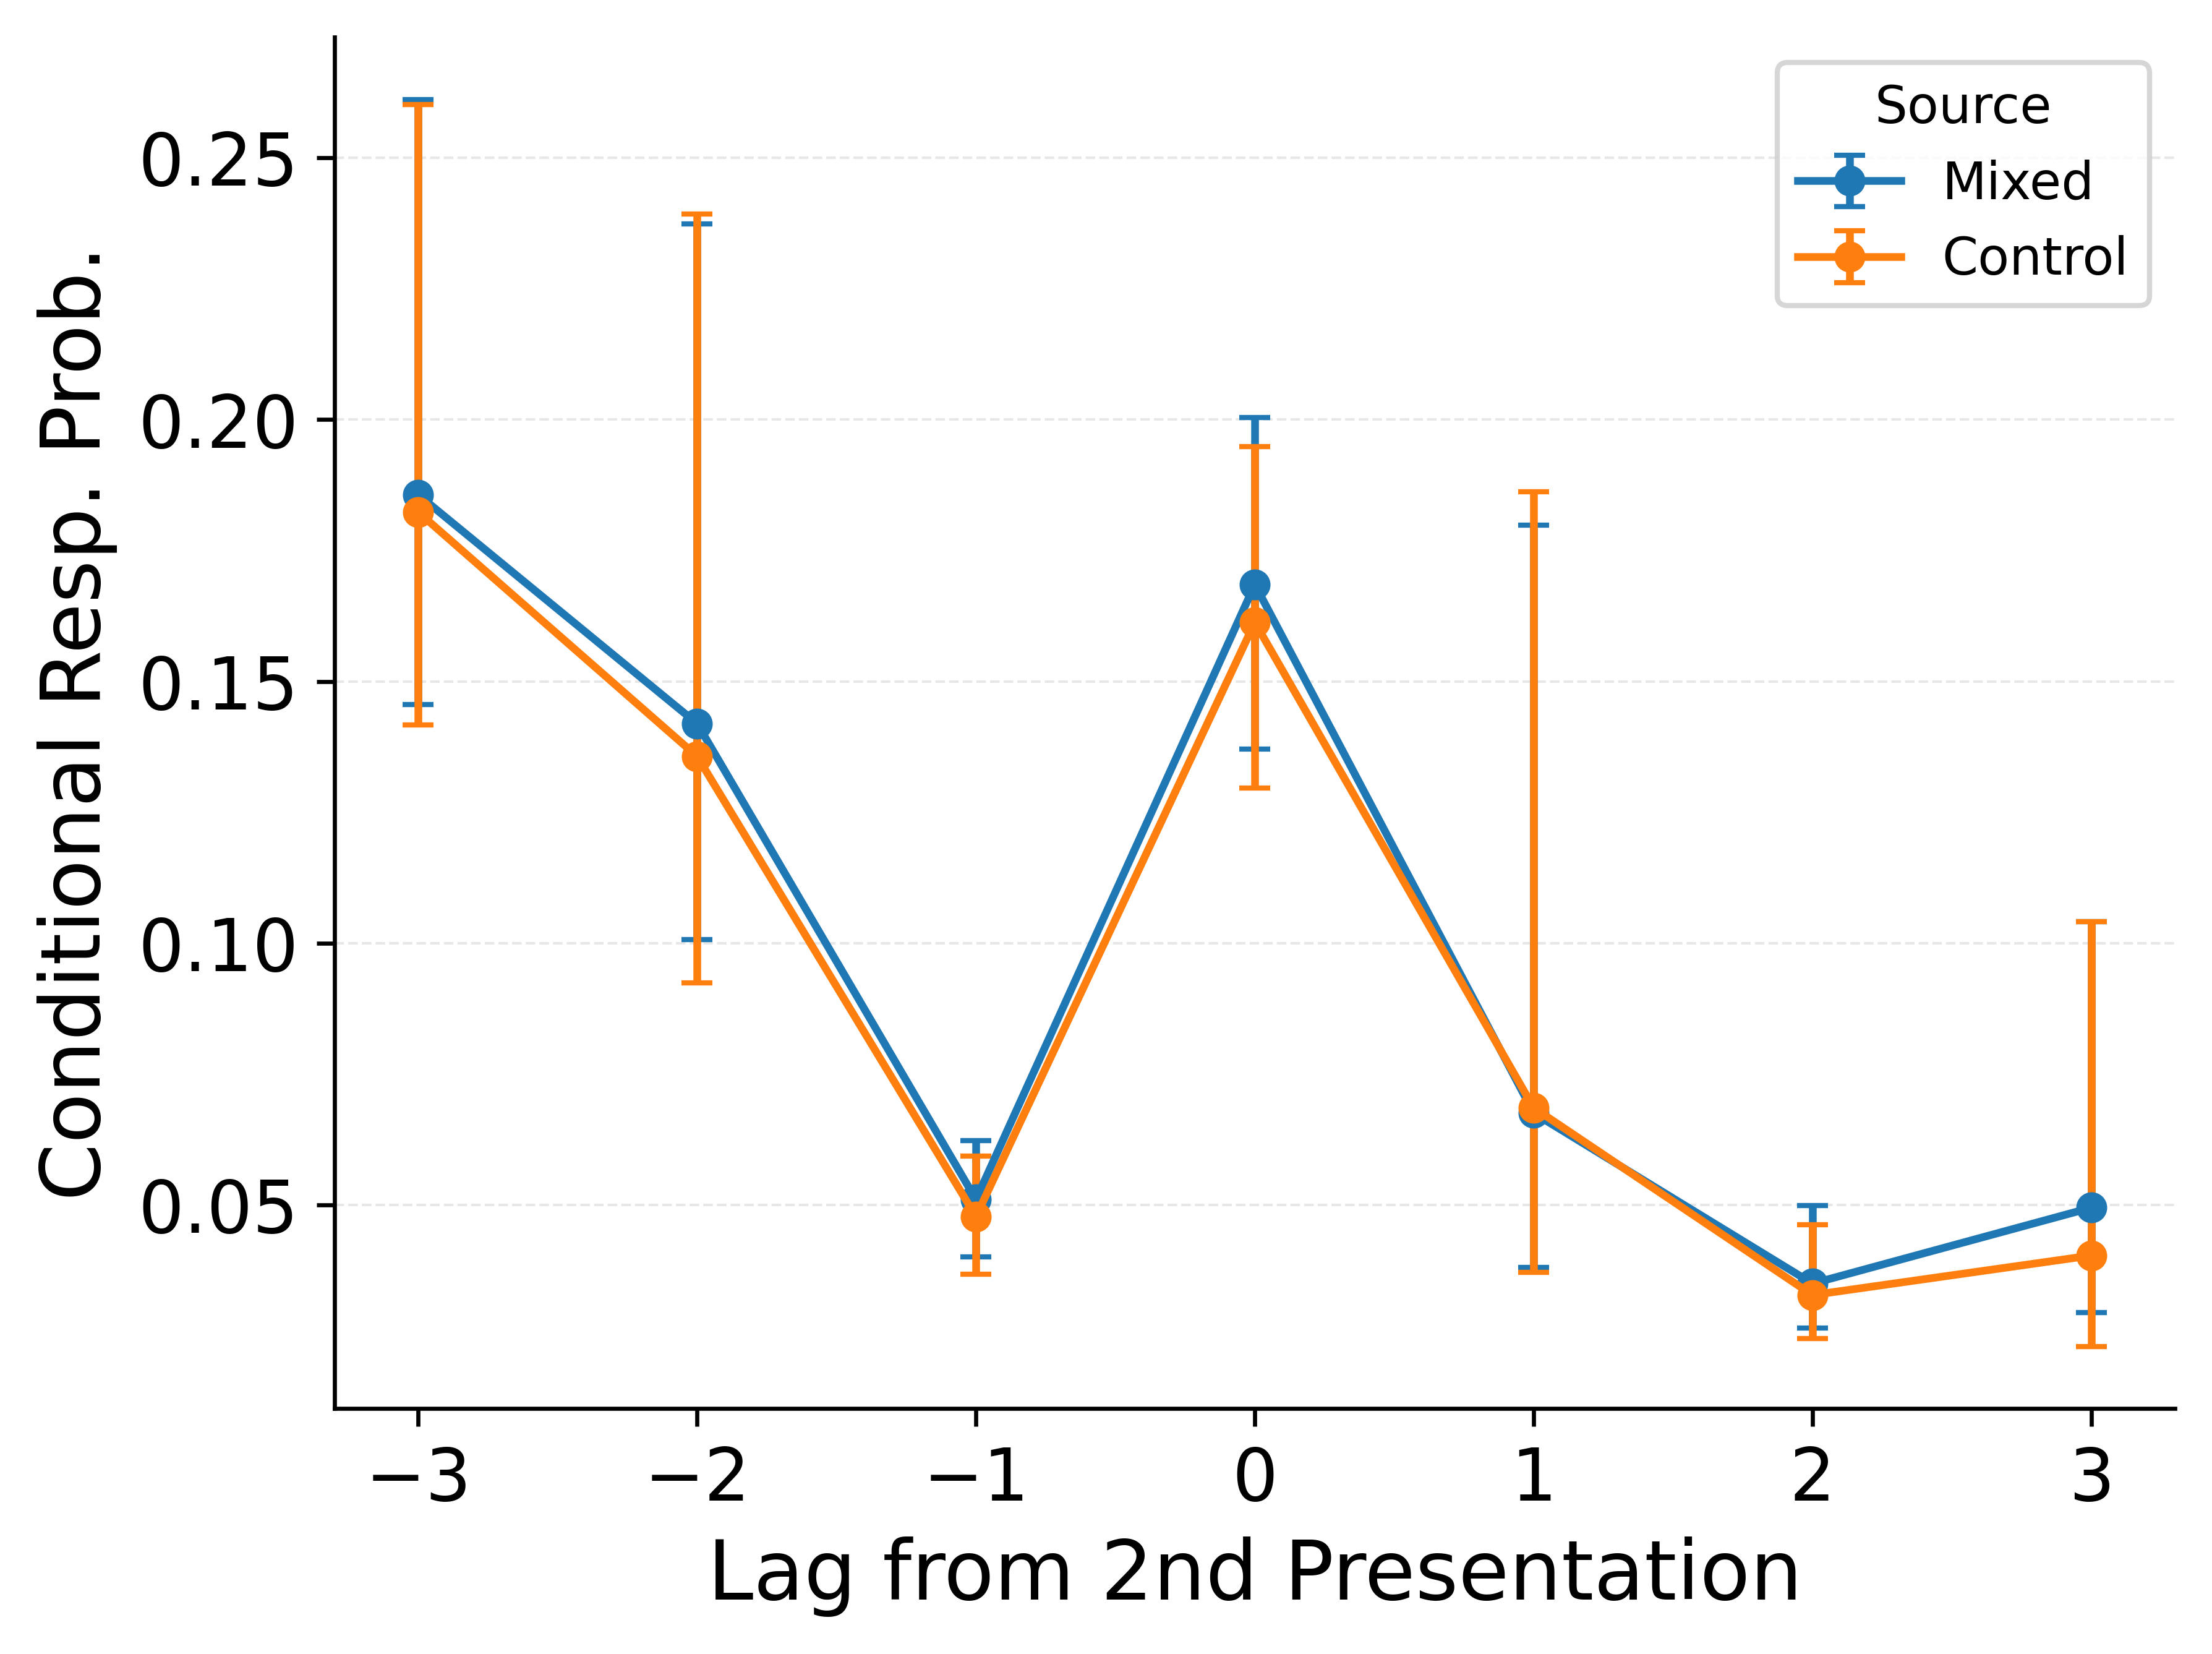 Conditional Resp. Prob.
0.25
0.20
0.15
0.10
0.05
Source
Mixed
Control
−3 −2 −1 0 1 2 3
Lag from 2nd Presentation